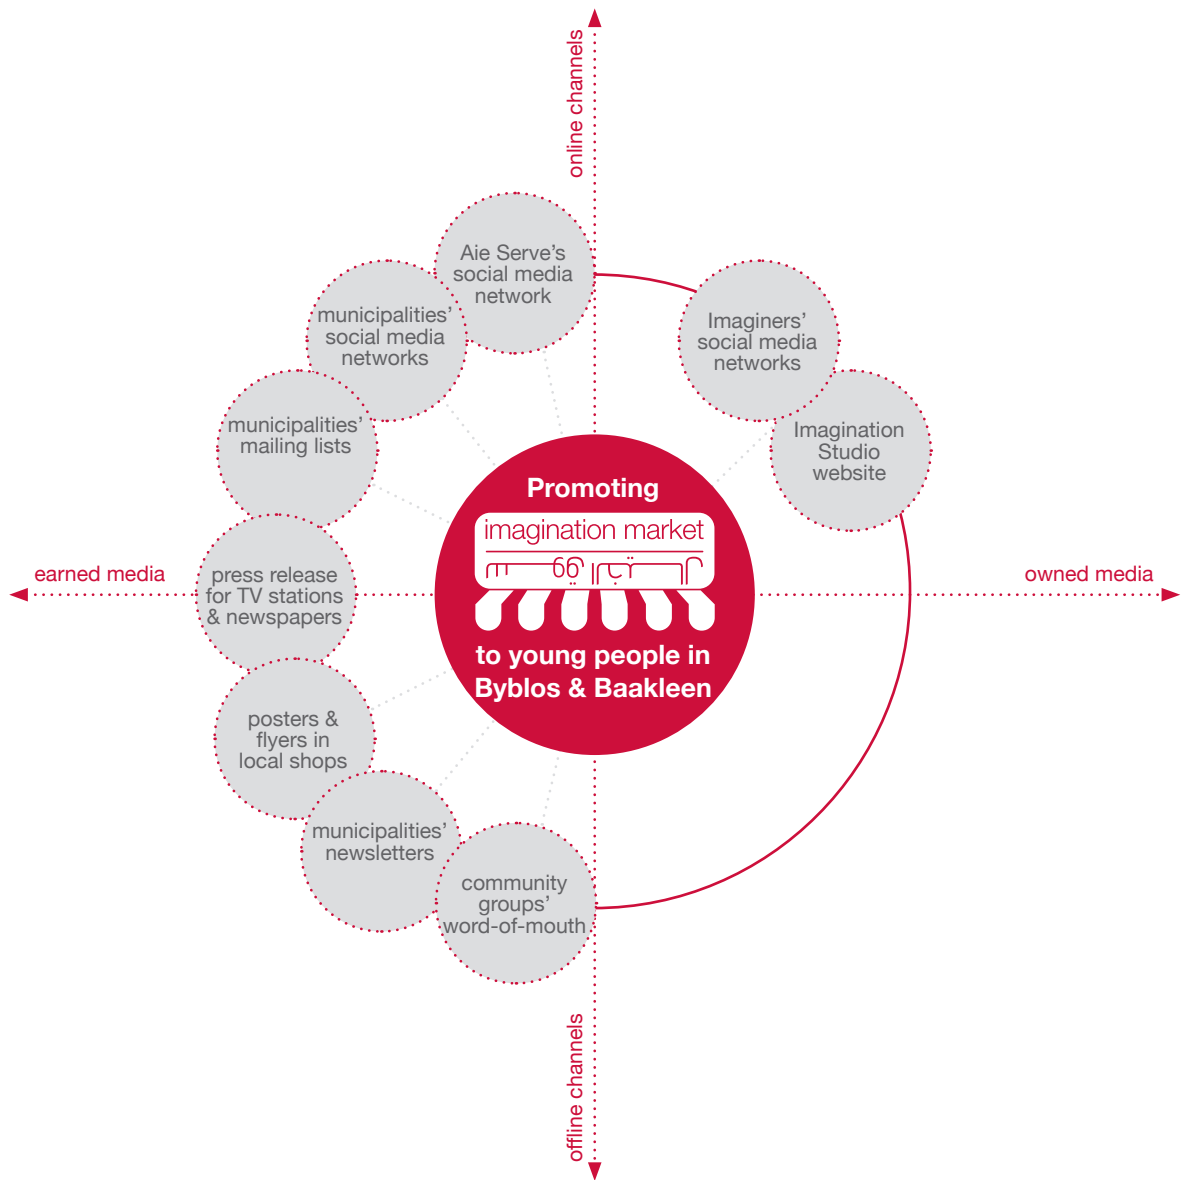 online channels
Aie Serve’s
social media
network
municipalities’
social media
networks
Imaginers’
social media
networks
municipalities’
mailing lists
Imagination
Studio
website
Promoting
imagination market
to young people in
Byblos & Baakleen
earned media
owned media
press release
for TV stations
& newspapers
posters &
flyers in
local shops
municipalities’
newsletters
community
groups’
word-of-mouth
offline channels